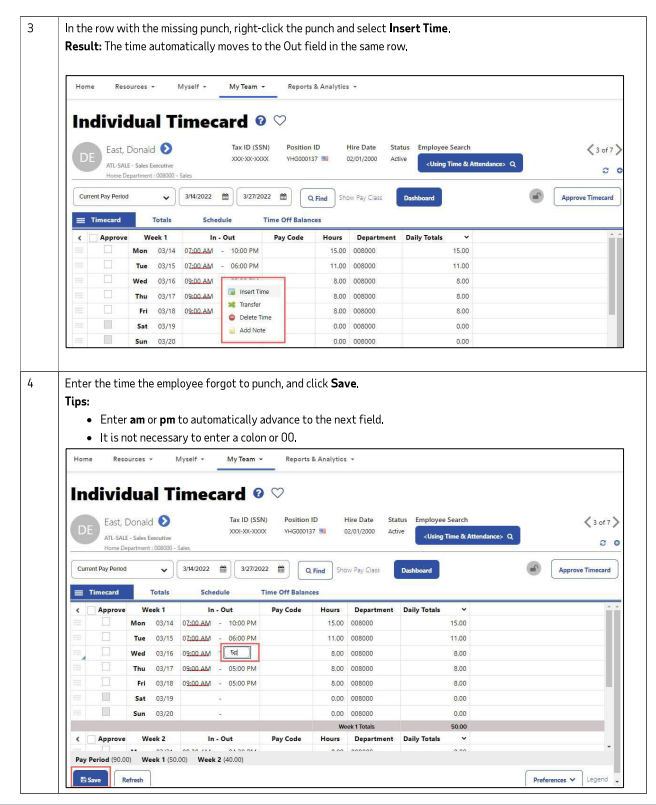 3 In the row with the missing punch, right-click the punch and select Insert Time.
Result: The time automatically moves to the Out field in the same row.
Home Resources Myself My Team Reports & Analytics
Individual Timecard
DE East, Donald Tax ID (SSN) Position ID Hire Date Status Employee Search 3 of 7
ATL-SALE - Sales Executive XXX-XX-XXXX YHG000137 02/01/2000 Active <Using Time & Attendance>
Home Department : 008000 - Sales
Current Pay Period 3/14/2022 3/27/2022 Find Show Pay Class Dashboard Approve Timecard
Timecard Totals Schedule Time Off Balances
Approve Week 1 In - Out Pay Code Hours Department Daily Totals
Mon 03/14 07:00 AM - 10:00 PM 15.00 008000 15.00
Tue 03/15 07:00 AM - 06:00 PM 11.00 008000 11.00
Wed 03/16 09:00 AM 8.00 008000 8.00
Insert Time
Thu 03/17 09:00 AM 8.00 008000 8.00
Transfer
Fri 03/18 09:00 AM 8.00 008000 8.00
Delete Time
Sat 03/19 0.00 008000 0.00
Add Note
Sun 03/20 0.00 008000 0.00
4 Enter the time the employee forgot to punch, and click Save.
Tips:
• Enter am or pm to automatically advance to the next field.
• It is not necessary to enter a colon or 00.
Home Resources Myself My Team Reports & Analytics
Individual Timecard
DE East, Donald Tax ID (SSN) Position ID Hire Date Status Employee Search 3 of 7
ATL-SALE - Sales Executive XXX-XX-XXXX YHG000137 02/01/2000 Active <Using Time & Attendance>
Home Department : 008000 - Sales
Current Pay Period 3/14/2022 3/27/2022 Find Show Pay Class Dashboard Approve Timecard
Timecard Totals Schedule Time Off Balances
Approve Week 1 In - Out Pay Code Hours Department Daily Totals
Mon 03/14 07:00 AM - 10:00 PM 15.00 008000 15.00
Tue 03/15 07:00 AM - 06:00 PM 11.00 008000 11.00
Wed 03/16 09:00 AM - 5p 8.00 008000 8.00
Thu 03/17 09:00 AM - 05:00 PM 8.00 008000 8.00
Fri 03/18 09:00 AM - 05:00 PM 8.00 008000 8.00
Sat 03/19 - 0.00 008000 0.00
Sun 03/20 - 0.00 008000 0.00
Week 1 Totals 50.00
Approve Week 2 In - Out Pay Code Hours Department Daily Totals
Pay Period (90.00) Week 1 (50.00) Week 2 (40.00)
Save Refresh Preferences Legend